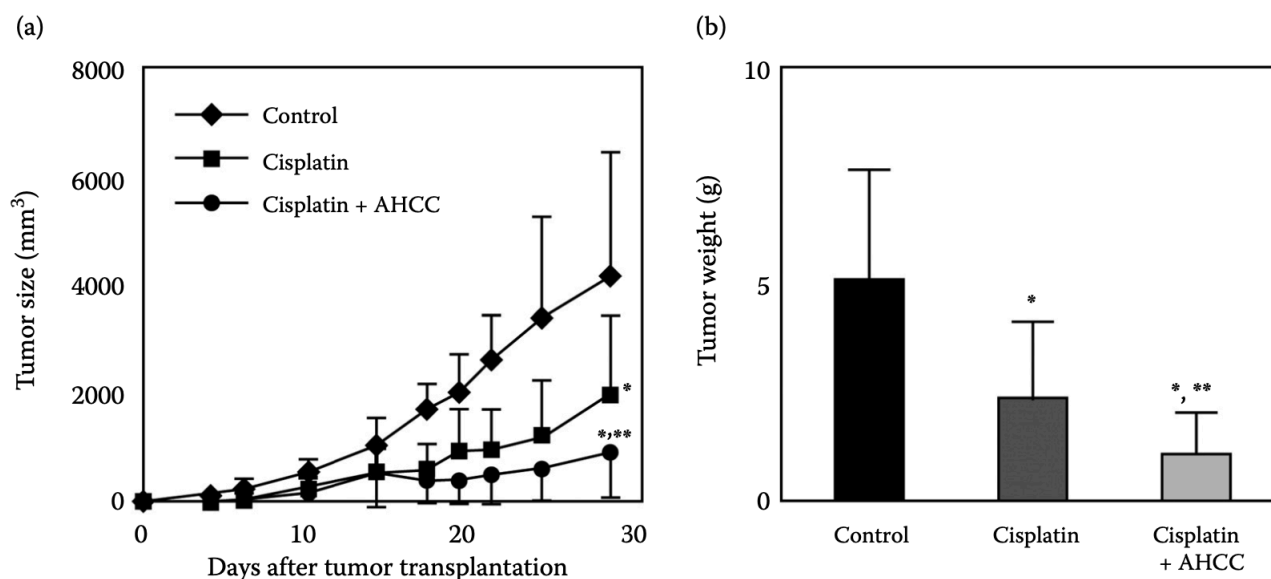 (a)
8000
6000
4000
2000
0
Tumor size (mm³)
Control
Cisplatin
Cisplatin + AHCC
*
*,**
0 10 20 30
Days after tumor transplantation
(b)
10
5
0
Tumor weight (g)
*
*, **
Control
Cisplatin
Cisplatin
+ AHCC